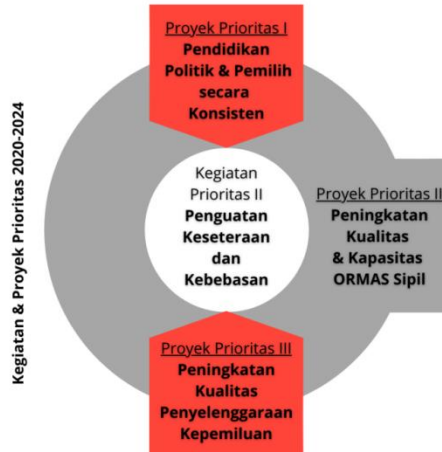 Kegiatan & Proyek Prioritas 2020-2024
Proyek Prioritas I
Pendidikan
Politik & Pemilih
secara
Konsisten
Kegiatan
Prioritas II
Penguatan
Keseteraan
dan
Kebebasan
Proyek Prioritas II
Peningkatan
Kualitas
& Kapasitas
ORMAS Sipil
Proyek Prioritas III
Peningkatan
Kualitas
Penyelenggaraan
Kepemiluan